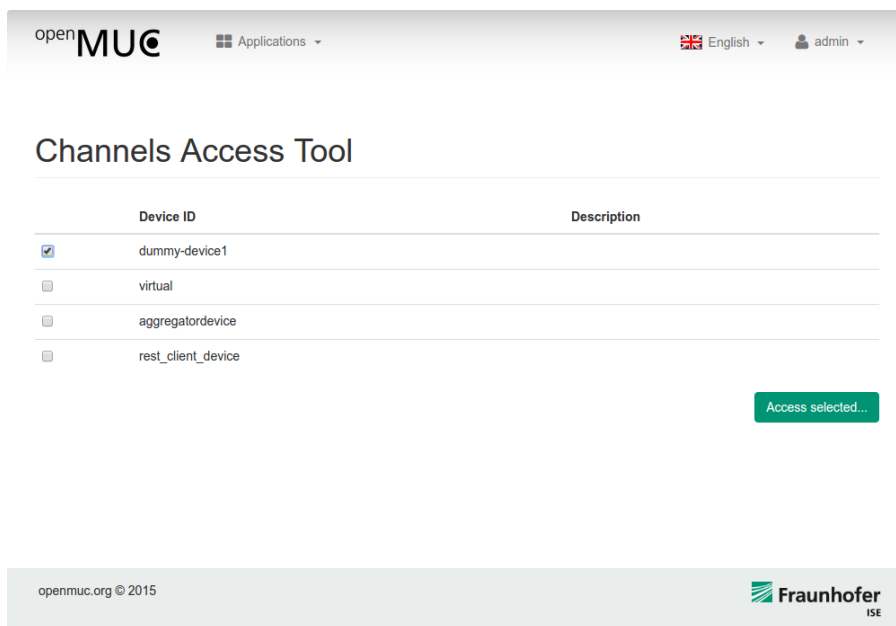 openMUC Applications English admin
Channels Access Tool
Device ID Description
dummy-device1
virtual
aggregatordevice
rest_client_device
Access selected...
openmuc.org © 2015
Fraunhofer
ISE